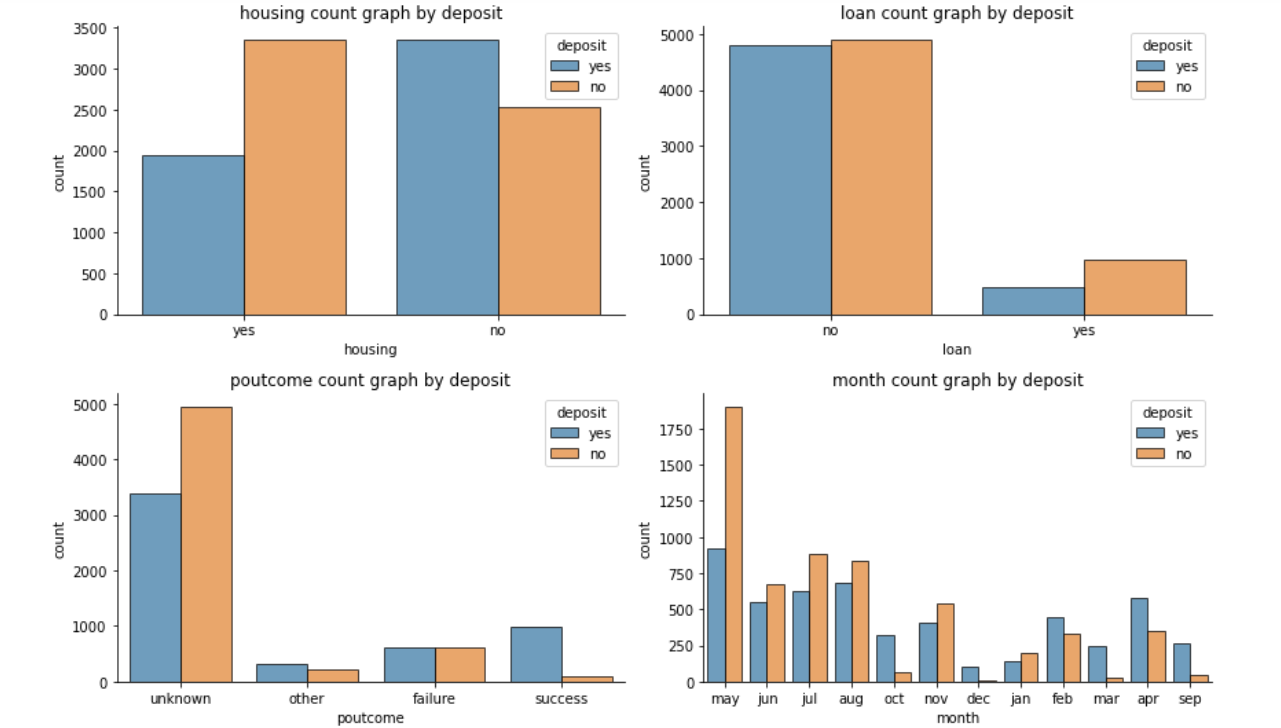 housing count graph by deposit
3500
3000
2500
2000
1500
1000
500
0
count
deposit
yes
no
yes no
housing
loan count graph by deposit
5000
4000
3000
2000
1000
0
count
deposit
yes
no
no yes
loan
poutcome count graph by deposit
5000
4000
3000
2000
1000
0
count
deposit
yes
no
unknown other failure success
poutcome
month count graph by deposit
1750
1500
1250
1000
750
500
250
0
count
deposit
yes
no
may jun jul aug oct nov dec jan feb mar apr sep
month